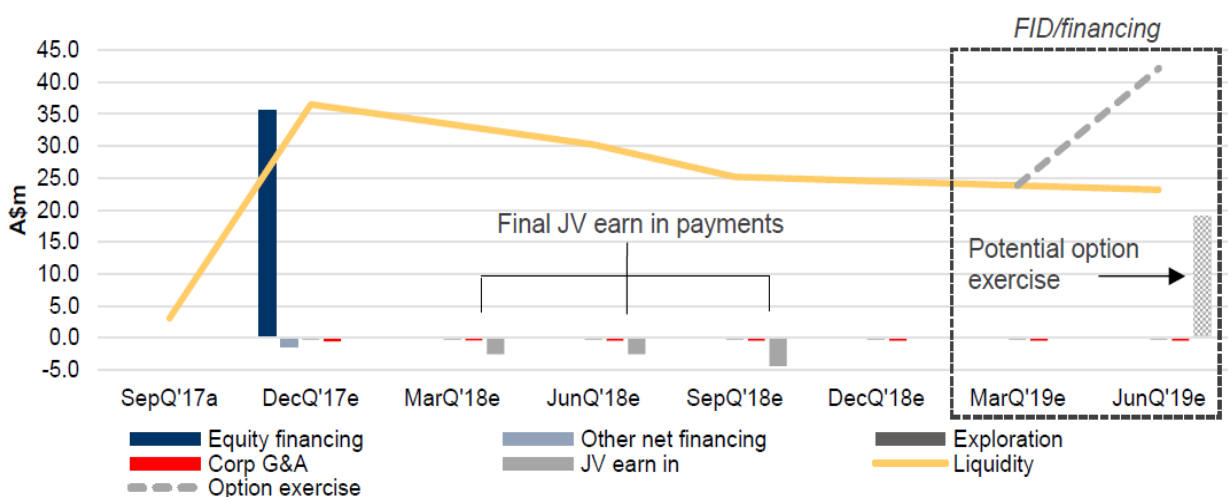 FID/financing
45.0
40.0
35.0
30.0
25.0
20.0
15.0
10.0
5.0
0.0
-5.0
A$m
Final JV earn in payments
Potential option
exercise
SepQ'17a DecQ'17e MarQ'18e JunQ'18e SepQ'18e DecQ'18e MarQ'19e JunQ'19e
Equity financing Other net financing Exploration
Corp G&A JV earn in Liquidity
Option exercise